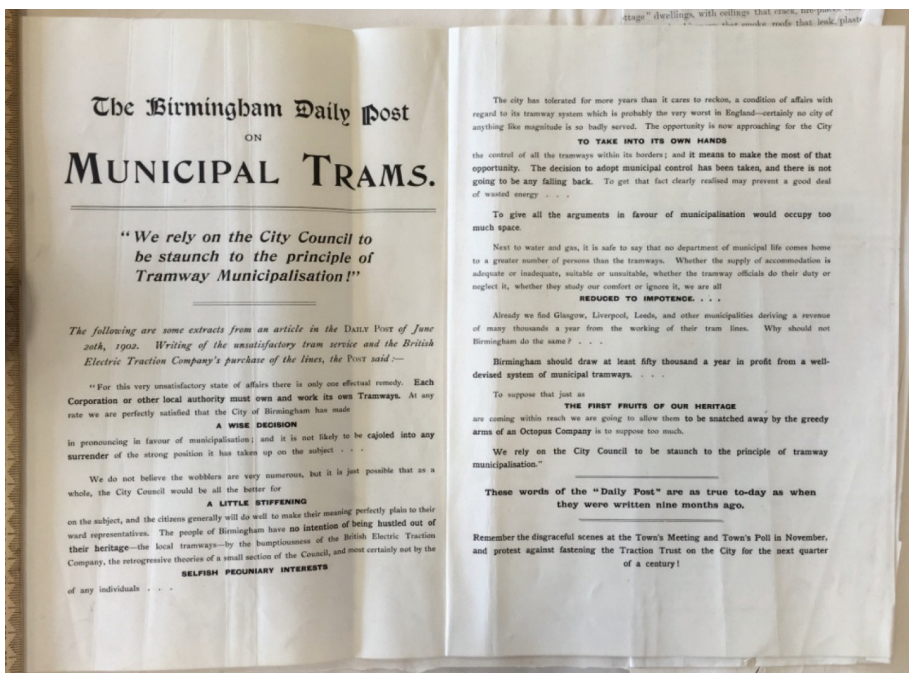 ttage" dwellings, with ceilings that crack,
that smoke, roofs that leak,
The Birmingham Daily Post
ON
MUNICIPAL TRAMS.
"We rely on the City Council to
be staunch to the principle of
Tramway Municipalisation!"
The following are some extracts from an article in the DAILY POST of June
20th, 1902. Writing of the unsatisfactory tram service and the British
Electric Traction Company's purchase of the lines, the POST said :—
"For this very unsatisfactory state of affairs there is only one effectual remedy. Each
Corporation or other local authority must own and work its own Tramways. At any
rate we are perfectly satisfied that the City of Birmingham has made
A WISE DECISION
in pronouncing in favour of municipalisation; and it is not likely to be cajoled into any
surrender of the strong position it has taken up on the subject . . .
We do not believe the wobblers are very numerous, but it is just possible that as a
whole, the City Council would be all the better for
A LITTLE STIFFENING
on the subject, and the citizens generally will do well to make their meaning perfectly plain to their
ward representatives. The people of Birmingham have no intention of being hustled out of
their heritage—the local tramways—by the bumptiousness of the British Electric Traction
Company, the retrogressive theories of a small section of the Council, and most certainly not by the
SELFISH PECUNIARY INTERESTS
of any individuals . . .
The city has tolerated for more years than it cares to reckon, a condition of affairs with
regard to its tramway system which is probably the very worst in England—certainly no city of
anything like magnitude is so badly served. The opportunity is now approaching for the City
TO TAKE INTO ITS OWN HANDS
the control of all the tramways within its borders; and it means to make the most of that
opportunity. The decision to adopt municipal control has been taken, and there is not
going to be any falling back. To get that fact clearly realised may prevent a good deal
of wasted energy . . .
To give all the arguments in favour of municipalisation would occupy too
much space.
Next to water and gas, it is safe to say that no department of municipal life comes home
to a greater number of persons than the tramways. Whether the supply of accommodation is
adequate or inadequate, suitable or unsuitable, whether the tramway officials do their duty or
neglect it, whether they study our comfort or ignore it, we are all
REDUCED TO IMPOTENCE. . . .
Already we find Glasgow, Liverpool, Leeds, and other municipalities deriving a revenue
of many thousands a year from the working of their tram lines. Why should not
Birmingham do the same? . . .
Birmingham should draw at least fifty thousand a year in profit from a well-
devised system of municipal tramways. . . .
To suppose that just as
THE FIRST FRUITS OF OUR HERITAGE
are coming within reach we are going to allow them to be snatched away by the greedy
arms of an Octopus Company is to suppose too much.
We rely on the City Council to be staunch to the principle of tramway
municipalisation."
These words of the "Daily Post" are as true to-day as when
they were written nine months ago.
Remember the disgraceful scenes at the Town's Meeting and Town's Poll in November,
and protest against fastening the Traction Trust on the City for the next quarter
of a century!